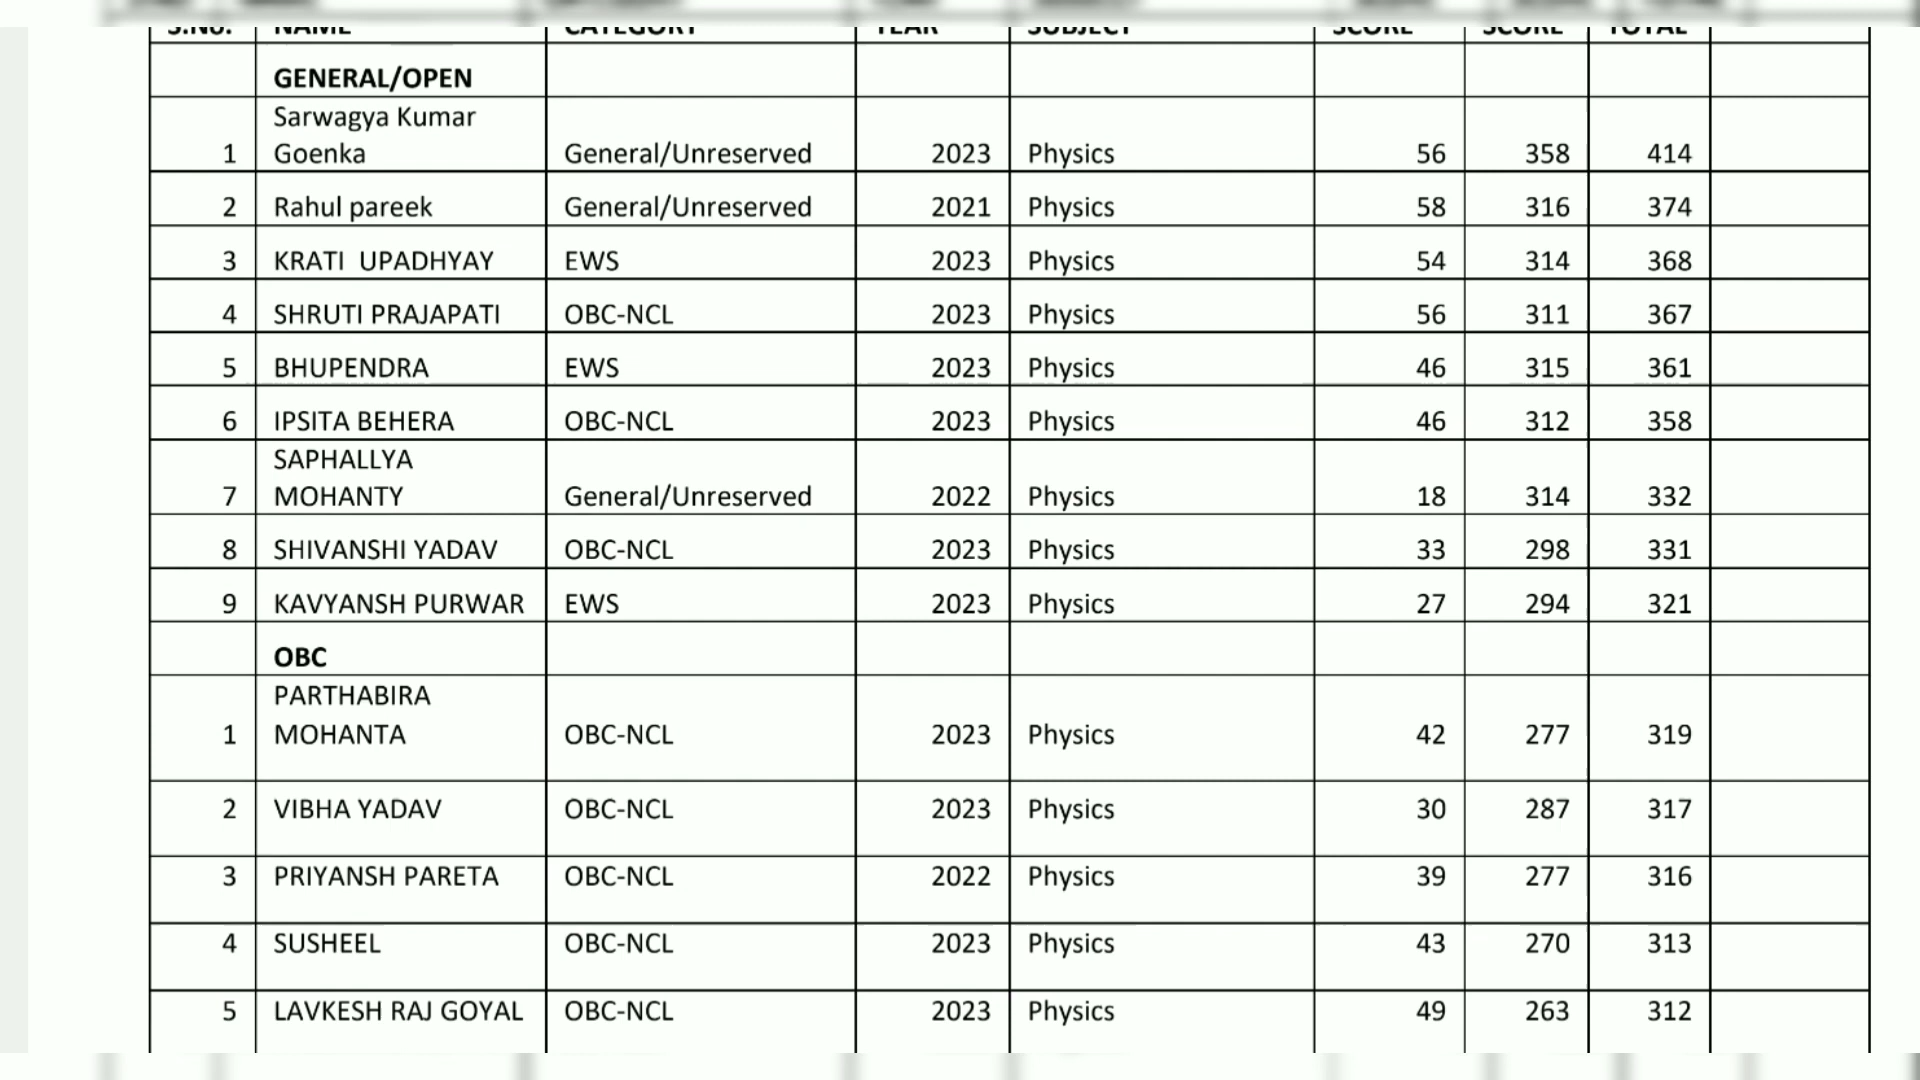 S.No. NAME CATEGORY YEAR SUBJECT SCORE SCORE TOTAL
GENERAL/OPEN
Sarwagya Kumar
1 Goenka General/Unreserved 2023 Physics 56 358 414
2 Rahul pareek General/Unreserved 2021 Physics 58 316 374
3 KRATI UPADHYAY EWS 2023 Physics 54 314 368
4 SHRUTI PRAJAPATI OBC-NCL 2023 Physics 56 311 367
5 BHUPENDRA EWS 2023 Physics 46 315 361
6 IPSITA BEHERA OBC-NCL 2023 Physics 46 312 358
SAPHALLYA
7 MOHANTY General/Unreserved 2022 Physics 18 314 332
8 SHIVANSHI YADAV OBC-NCL 2023 Physics 33 298 331
9 KAVYANSH PURWAR EWS 2023 Physics 27 294 321
OBC
PARTHABIRA
1 MOHANTA OBC-NCL 2023 Physics 42 277 319
2 VIBHA YADAV OBC-NCL 2023 Physics 30 287 317
3 PRIYANSH PARETA OBC-NCL 2022 Physics 39 277 316
4 SUSHEEL OBC-NCL 2023 Physics 43 270 313
5 LAVKESH RAJ GOYAL OBC-NCL 2023 Physics 49 263 312